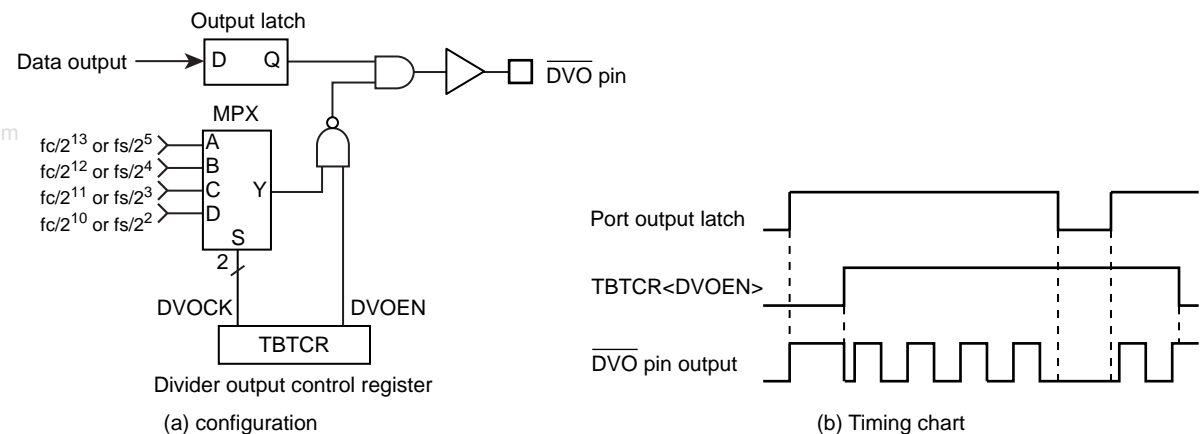 Output latch
Data output
D Q
DVO pin
MPX
m
fc/2^13 or fs/2^5
A
fc/2^12 or fs/2^4
B
fc/2^11 or fs/2^3
C
Y
fc/2^10 or fs/2^2
D
S
2
DVOCK
DVOEN
TBTCR
Divider output control register
(a) configuration
Port output latch
TBTCR<DVOEN>
DVO pin output
(b) Timing chart